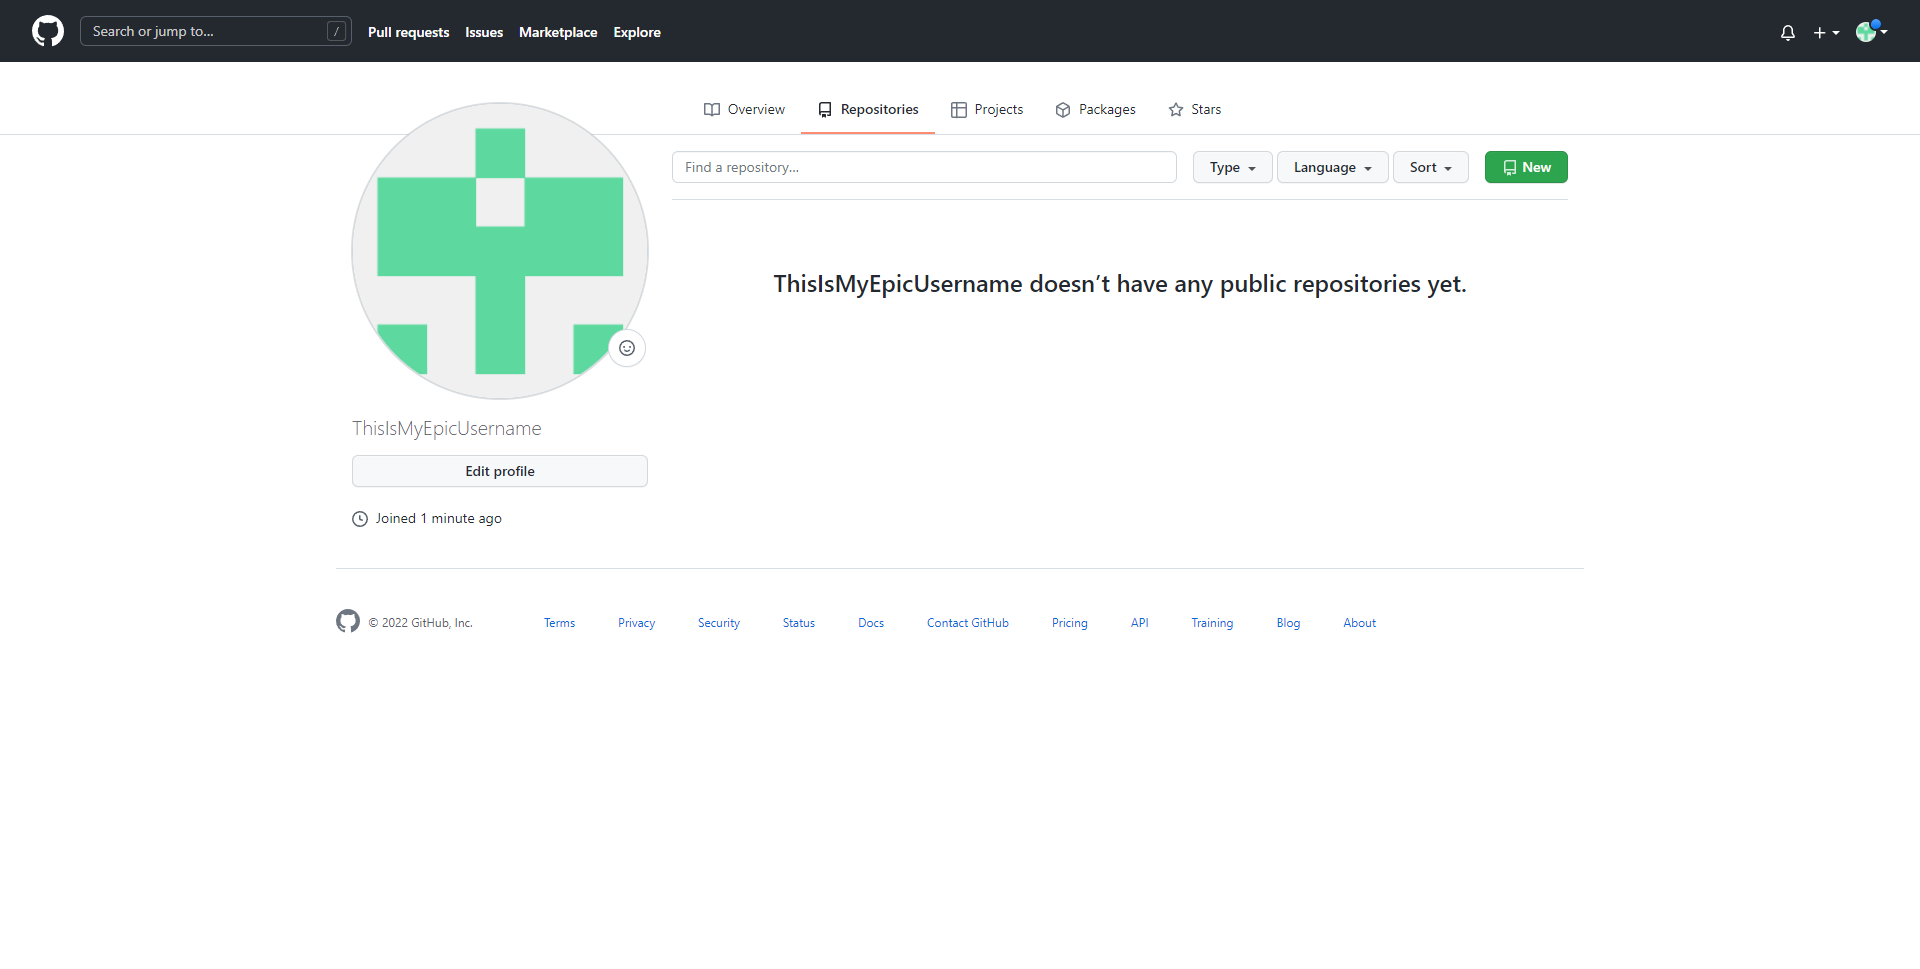 Search or jump to... /
Pull requests Issues Marketplace Explore
Overview Repositories Projects Packages Stars
Find a repository... Type Language Sort New
ThisIsMyEpicUsername doesn’t have any public repositories yet.
ThisIsMyEpicUsername
Edit profile
Joined 1 minute ago
© 2022 GitHub, Inc. Terms Privacy Security Status Docs Contact GitHub Pricing API Training Blog About